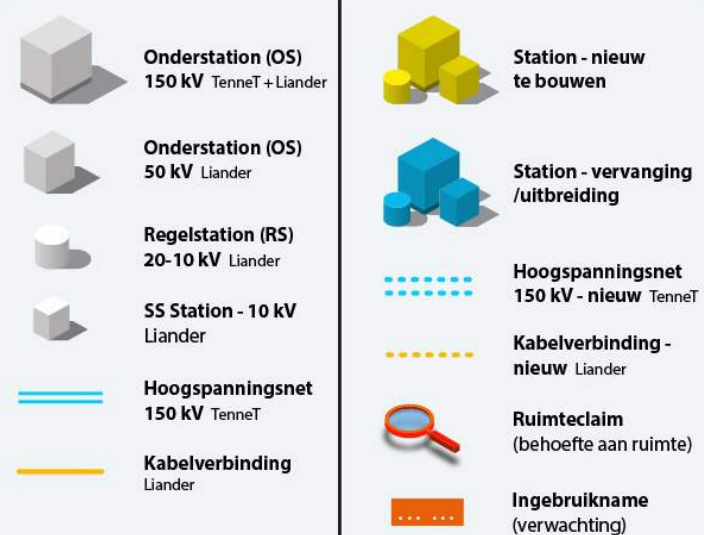 Onderstation (OS)
150 kV TenneT + Liander
Onderstation (OS)
50 kV Liander
Regelstation (RS)
20-10 kV Liander
SS Station - 10 kV
Liander
Hoogspanningsnet
150 kV TenneT
Kabelverbinding
Liander
Station - nieuw
te bouwen
Station - vervanging
/uitbreiding
Hoogspanningsnet
150 kV - nieuw TenneT
Kabelverbinding -
nieuw Liander
Ruimteclaim
(behoefte aan ruimte)
Ingebruikname
(verwachting)